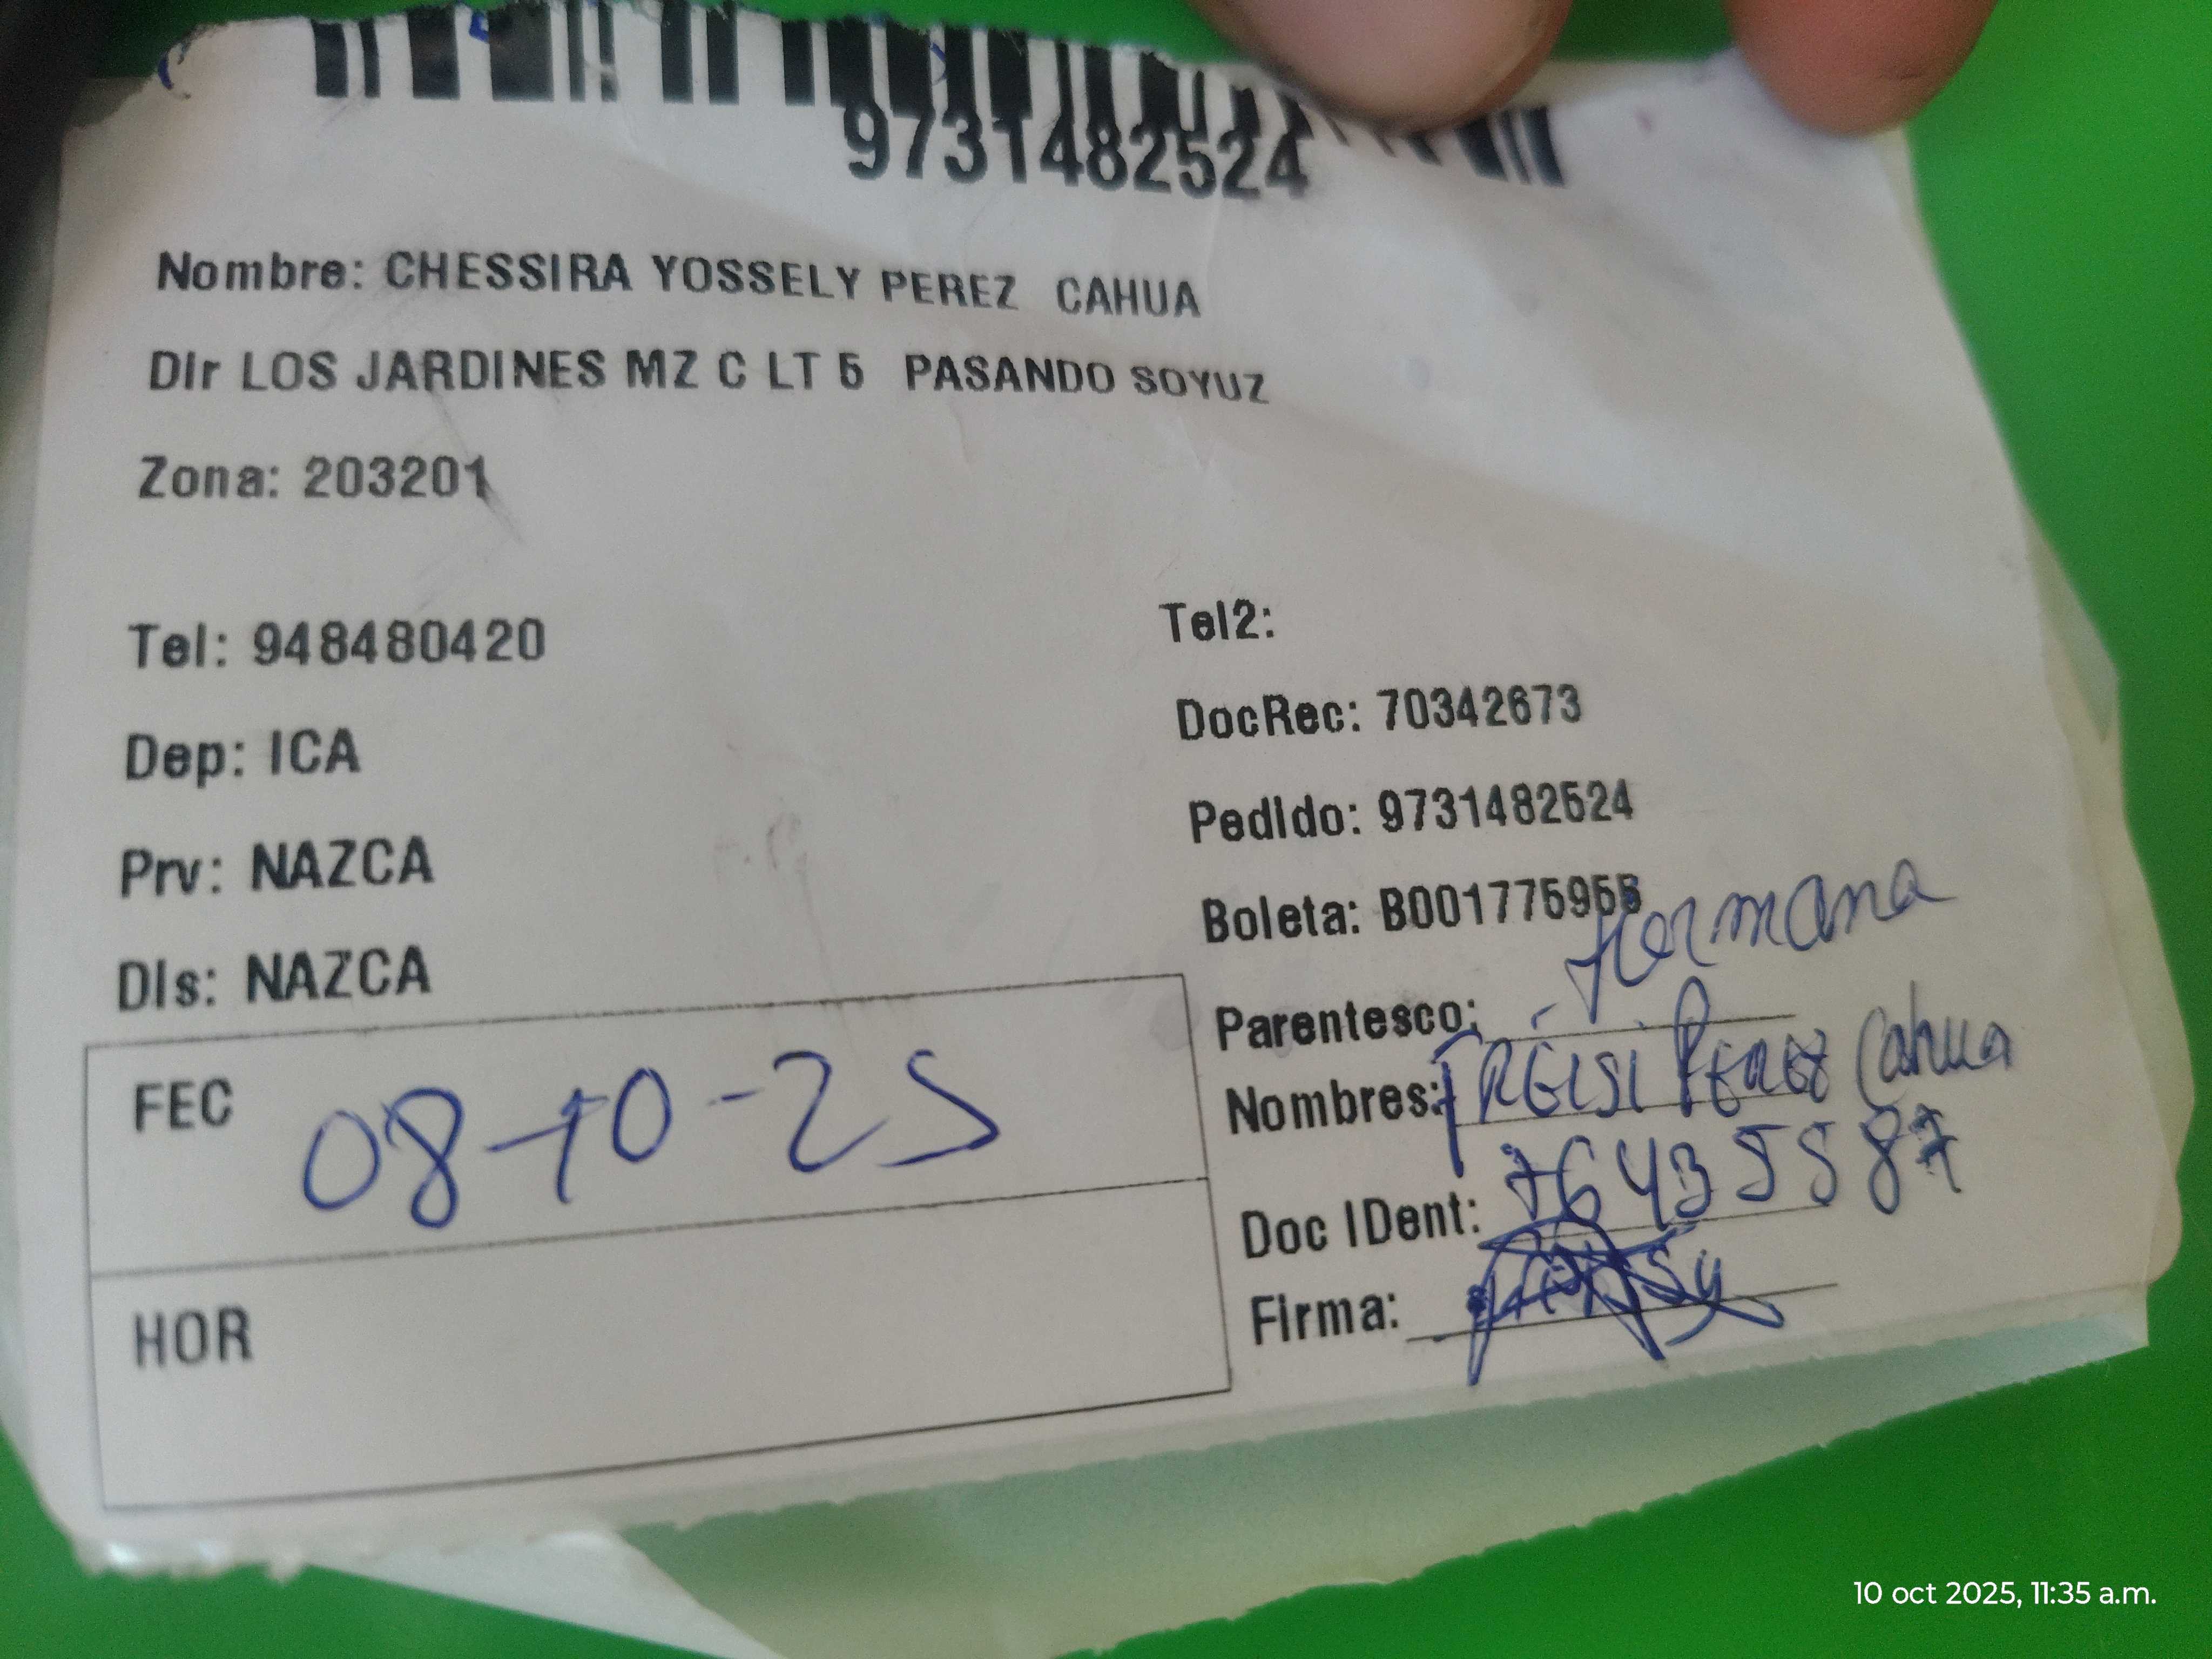 9731482524
Nombre: CHESSIRA YOSSELY PEREZ CAHUA
Dir LOS JARDINES MZ C LT 5 PASANDO SOYUZ
Zona: 203201
Tel: 948480420
Tel2:
DocRec: 70342673
Dep: ICA
Pedido: 9731482524
Prv: NAZCA
Boleta: B001775955
Dis: NAZCA
Parentesco: Hermana
FEC 08-10-25
Nombres: Perez Cahua
Doc IDent: 76435587
HOR
Firma:
10 oct 2025, 11:35 a.m.